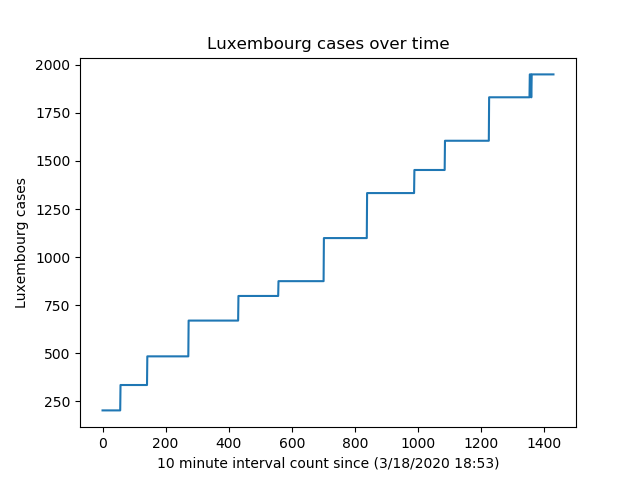 Luxembourg cases over time
2000
1750
1500
1250
1000
750
500
250
Luxembourg cases
0 200 400 600 800 1000 1200 1400
10 minute interval count since (3/18/2020 18:53)